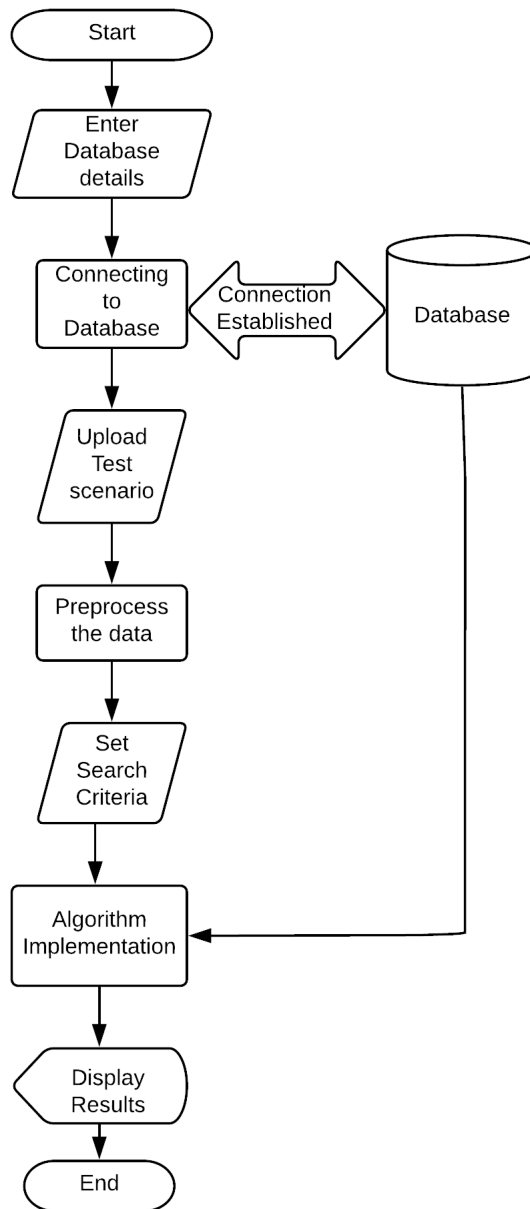 Start
Enter
Database
details
Connecting
to
Database
Connection
Established
Database
Upload
Test
scenario
Preprocess
the data
Set
Search
Criteria
Algorithm
Implementation
Display
Results
End